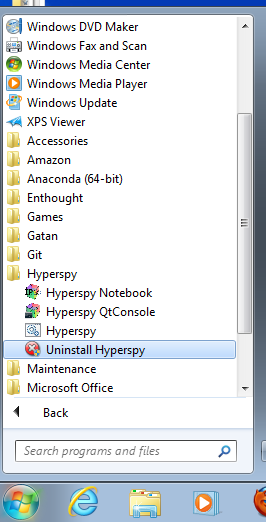 Windows DVD Maker
Windows Fax and Scan
Windows Media Center
Windows Media Player
Windows Update
XPS Viewer
Accessories
Amazon
Anaconda (64-bit)
Enthought
Games
Gatan
Git
Hyperspy
Hyperspy Notebook
Hyperspy QtConsole
Hyperspy
Uninstall Hyperspy
Maintenance
Microsoft Office
Back
Search programs and files